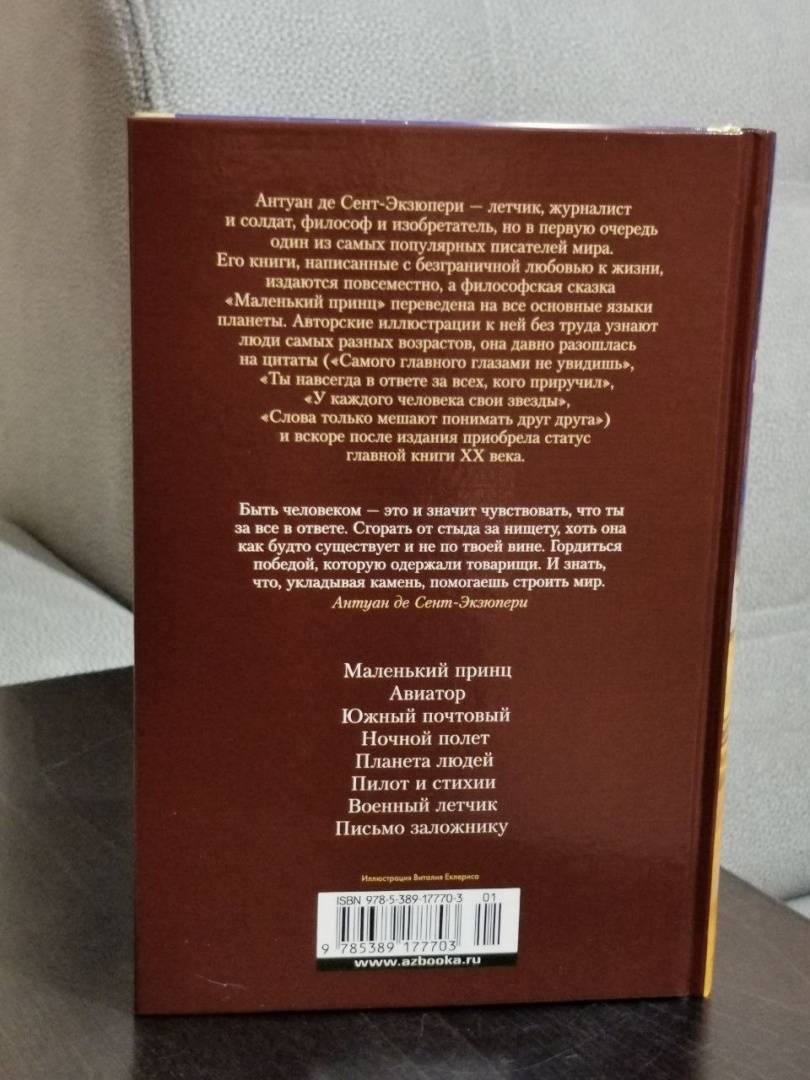 Антуан де Сент-Экзюпери — летчик, журналист
и солдат, философ и изобретатель, но в первую очередь
один из самых популярных писателей мира.
Его книги, написанные с безграничной любовью к жизни,
издаются повсеместно, а философская сказка
«Маленький принц» переведена на все основные языки
планеты. Авторские иллюстрации к ней без труда узнают
люди самых разных возрастов, она давно разошлась
на цитаты («Самого главного глазами не увидишь»,
«Ты навсегда в ответе за всех, кого приручил»,
«У каждого человека свои звезды»,
«Слова только мешают понимать друг друга»)
и вскоре после издания приобрела статус
главной книги XX века.
Быть человеком — это и значит чувствовать, что ты
за все в ответе. Сгорать от стыда за нищету, хоть она
как будто существует и не по твоей вине. Гордиться
победой, которую одержали товарищи. И знать,
что, укладывая камень, помогаешь строить мир.
Антуан де Сент-Экзюпери
Маленький принц
Авиатор
Южный почтовый
Ночной полет
Планета людей
Пилот и стихии
Военный летчик
Письмо заложнику
Иллюстрация Виталия Еклериса
ISBN 978-5-389-17770-3 01
9 785389 177703
www.azbooka.ru